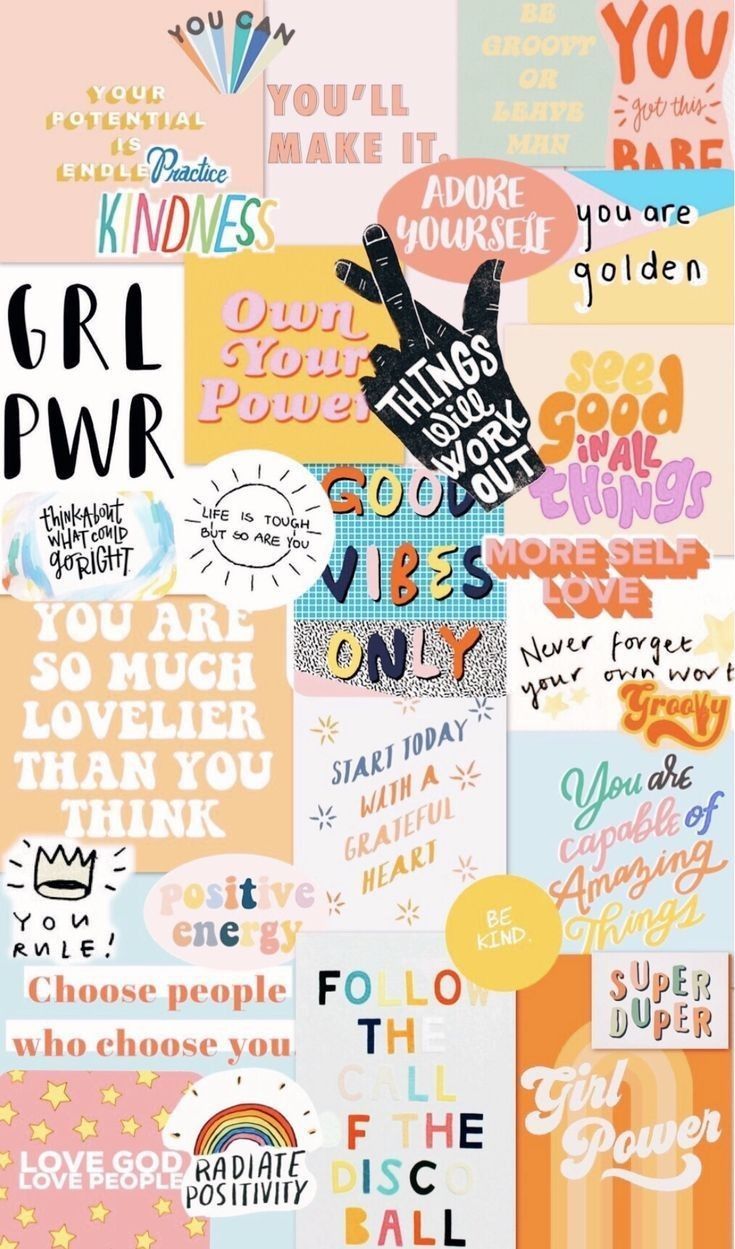 YOU CAN
YOUR
POTENTIAL
IS
ENDLE
Practice
KINDNESS
YOU'LL
MAKE IT.
BE
GROOVY
OR
LEAVE
MAN
YOU
got this
BABE
ADORE
YOURSELF
you are
golden
GRL
PWR
Own
Your
Power
THINGS
Will
WORK
OUT
see
good
IN ALL
things
think About
WHAT COULD
go RIGHT.
LIFE IS TOUGH
BUT SO ARE YOU
GOOD
VIBES
ONLY
MORE SELF
LOVE
Never forget
your own wort
Groovy
YOU ARE
SO MUCH
LOVELIER
THAN YOU
THINK
START TODAY
WITH A
GRATEFUL
HEART
You are
capable of
Amazing
Things
YOU
RULE!
positive
energy
BE
KIND.
Choose people
who choose you.
FOLLOW
THE
CALL
F THE
DISCO
BALL
SUPER
DUPER
Girl
Power
LOVE GOD
LOVE PEOPLE
RADIATE
POSITIVITY